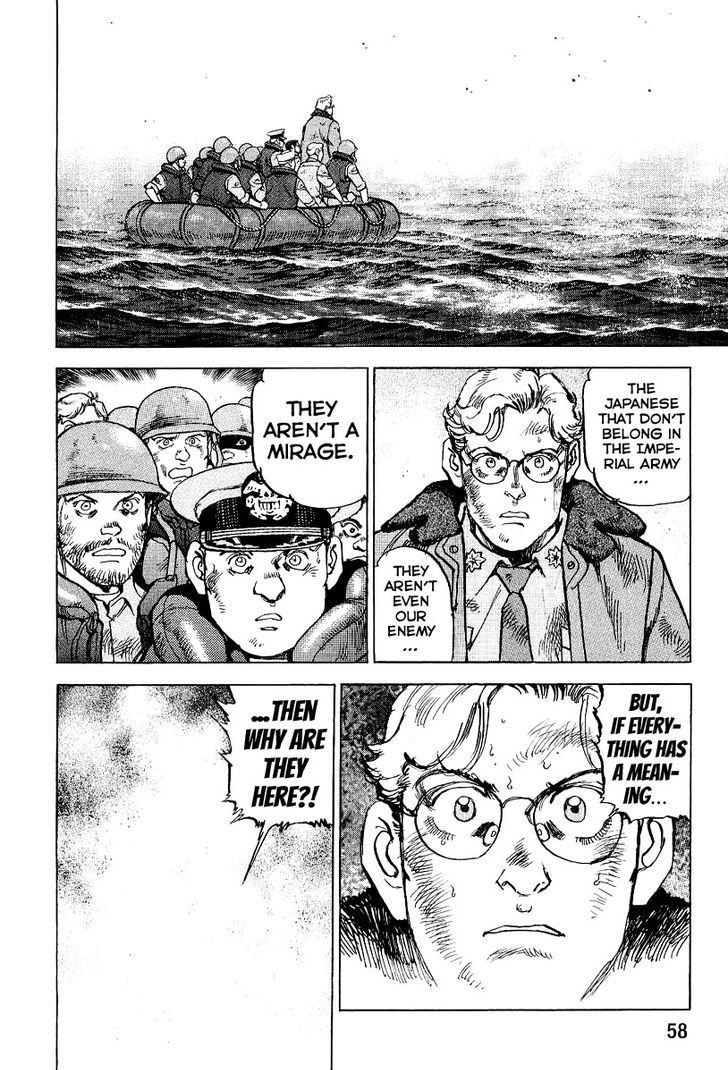 THE
JAPANESE
THAT DON'T
BELONG IN
THE IMPE-
RIAL ARMY
...
THEY
AREN'T
EVEN
OUR
ENEMY
...
THEY
AREN'T A
MIRAGE.
BUT,
IF EVERY-
THING HAS
A MEAN-
ING...
...THEN
WHY ARE
THEY
HERE?!
58